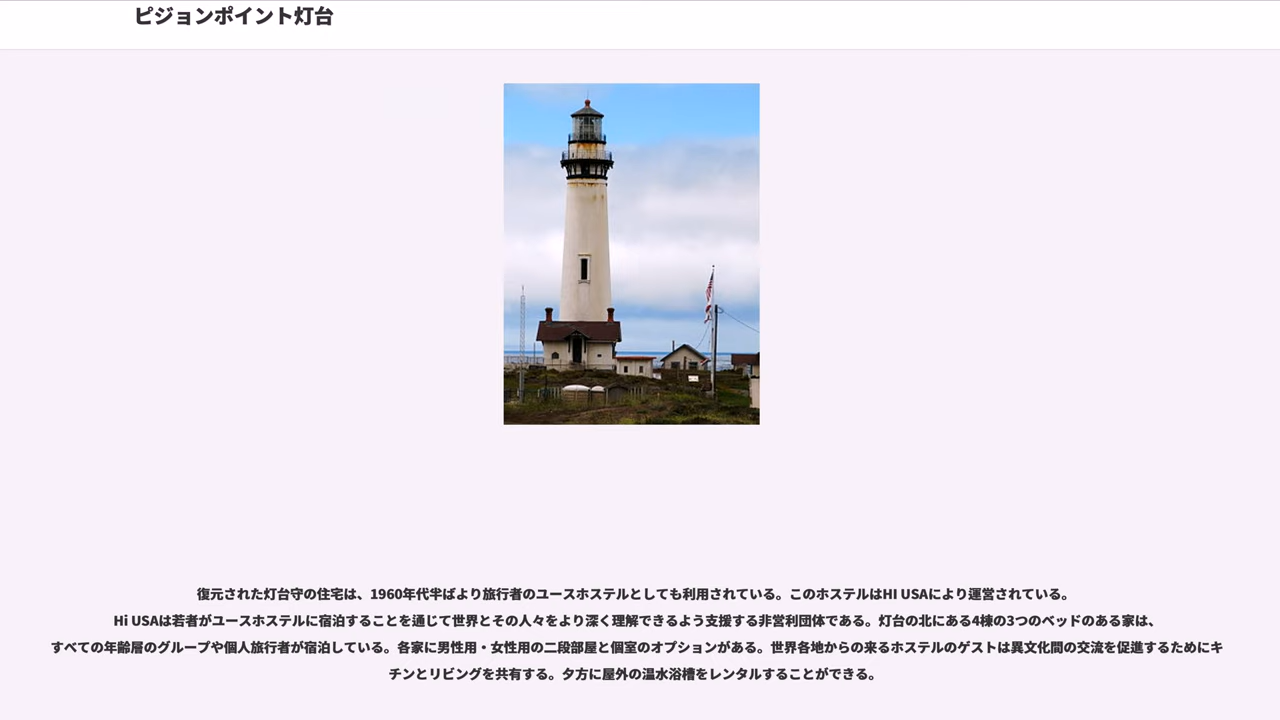 ピジョンポイント灯台
復元された灯台守の住宅は、1960年代半ばより旅行者のユースホステルとしても利用されている。このホステルはHI USAにより運営されている。
Hi USAは若者がユースホステルに宿泊することを通じて世界とその人々をより深く理解できるよう支援する非営利団体である。灯台の北にある4棟の3つのベッドのある家は、
すべての年齢層のグループや個人旅行者が宿泊している。各家に男性用・女性用の二段部屋と個室のオプションがある。世界各地からの来るホステルのゲストは異文化間の交流を促進するためにキ
チンとリビングを共有する。夕方に屋外の温水浴槽をレンタルすることができる。